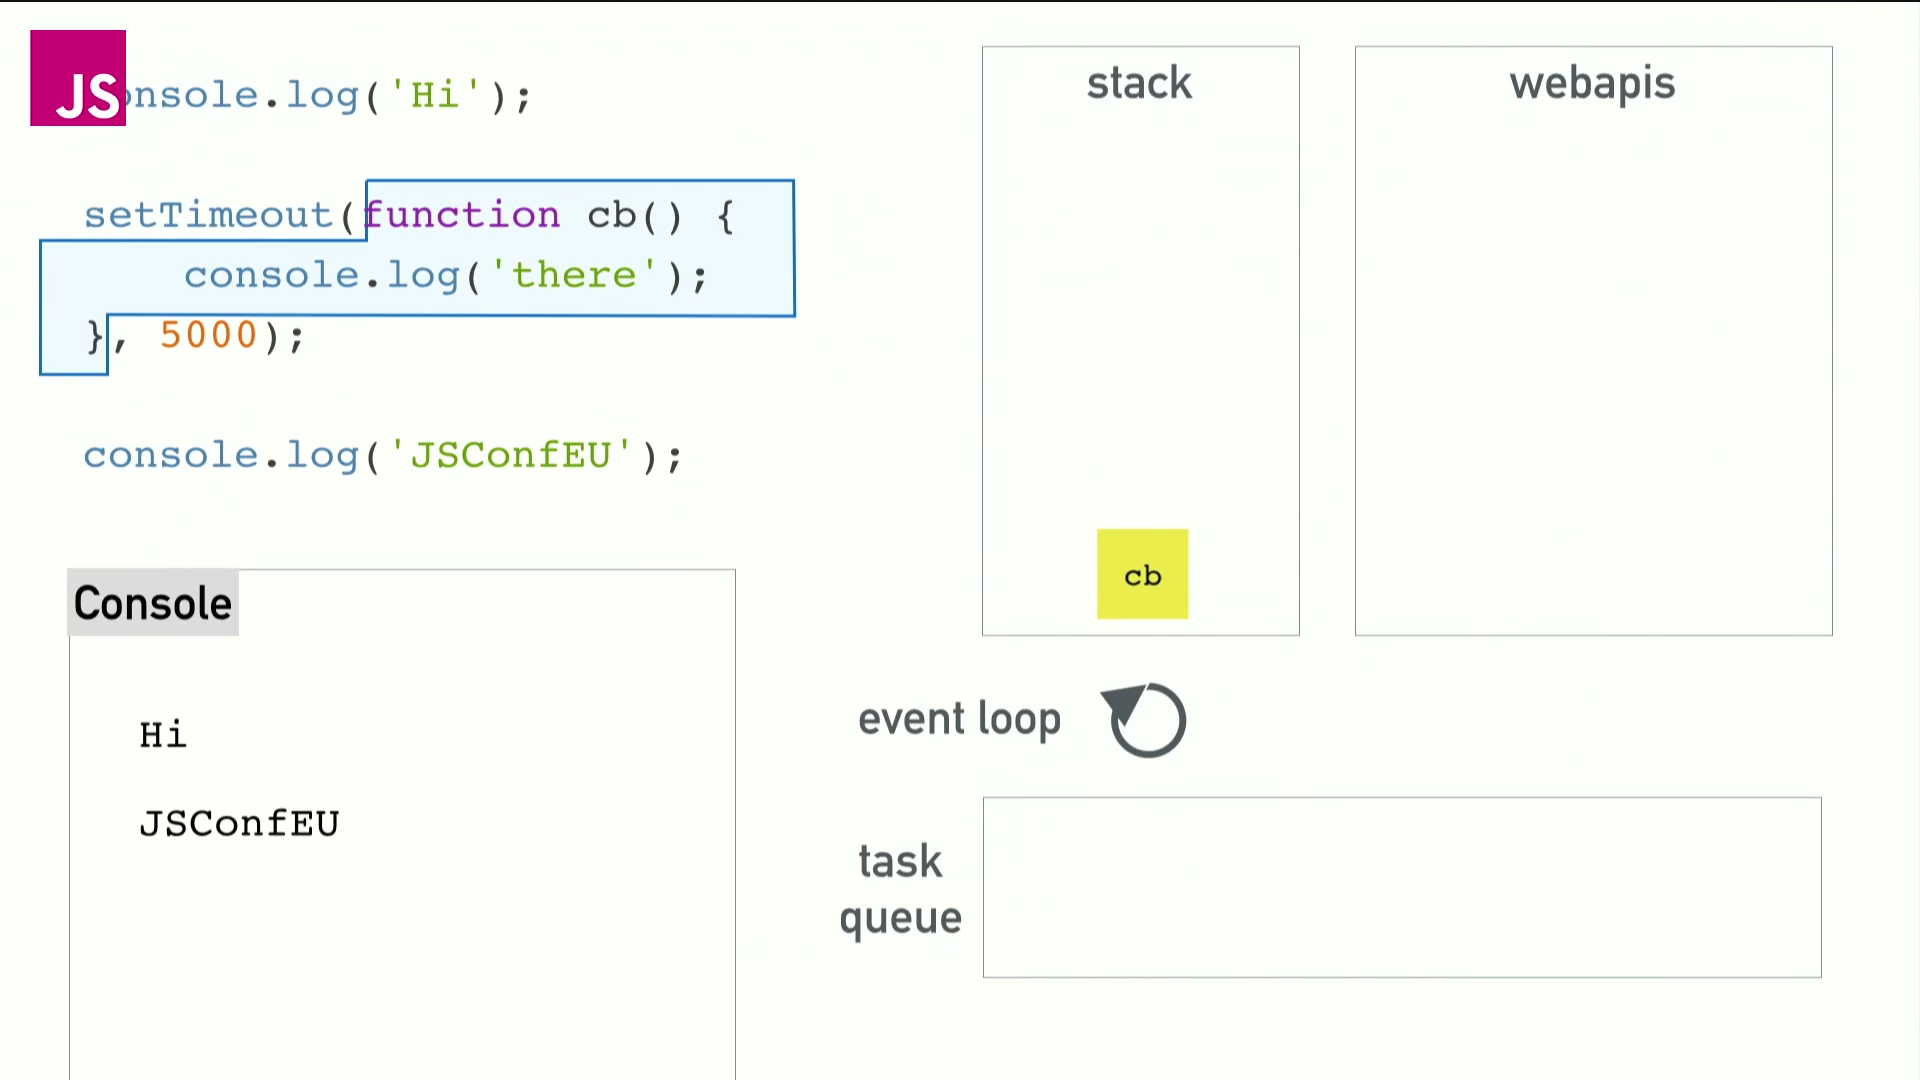 JS
onsole.log('Hi');
setTimeout(function cb() {
console.log('there');
}, 5000);
console.log('JSConfEU');
Console
Hi
JSConfEU
stack
cb
webapis
event loop
task
queue